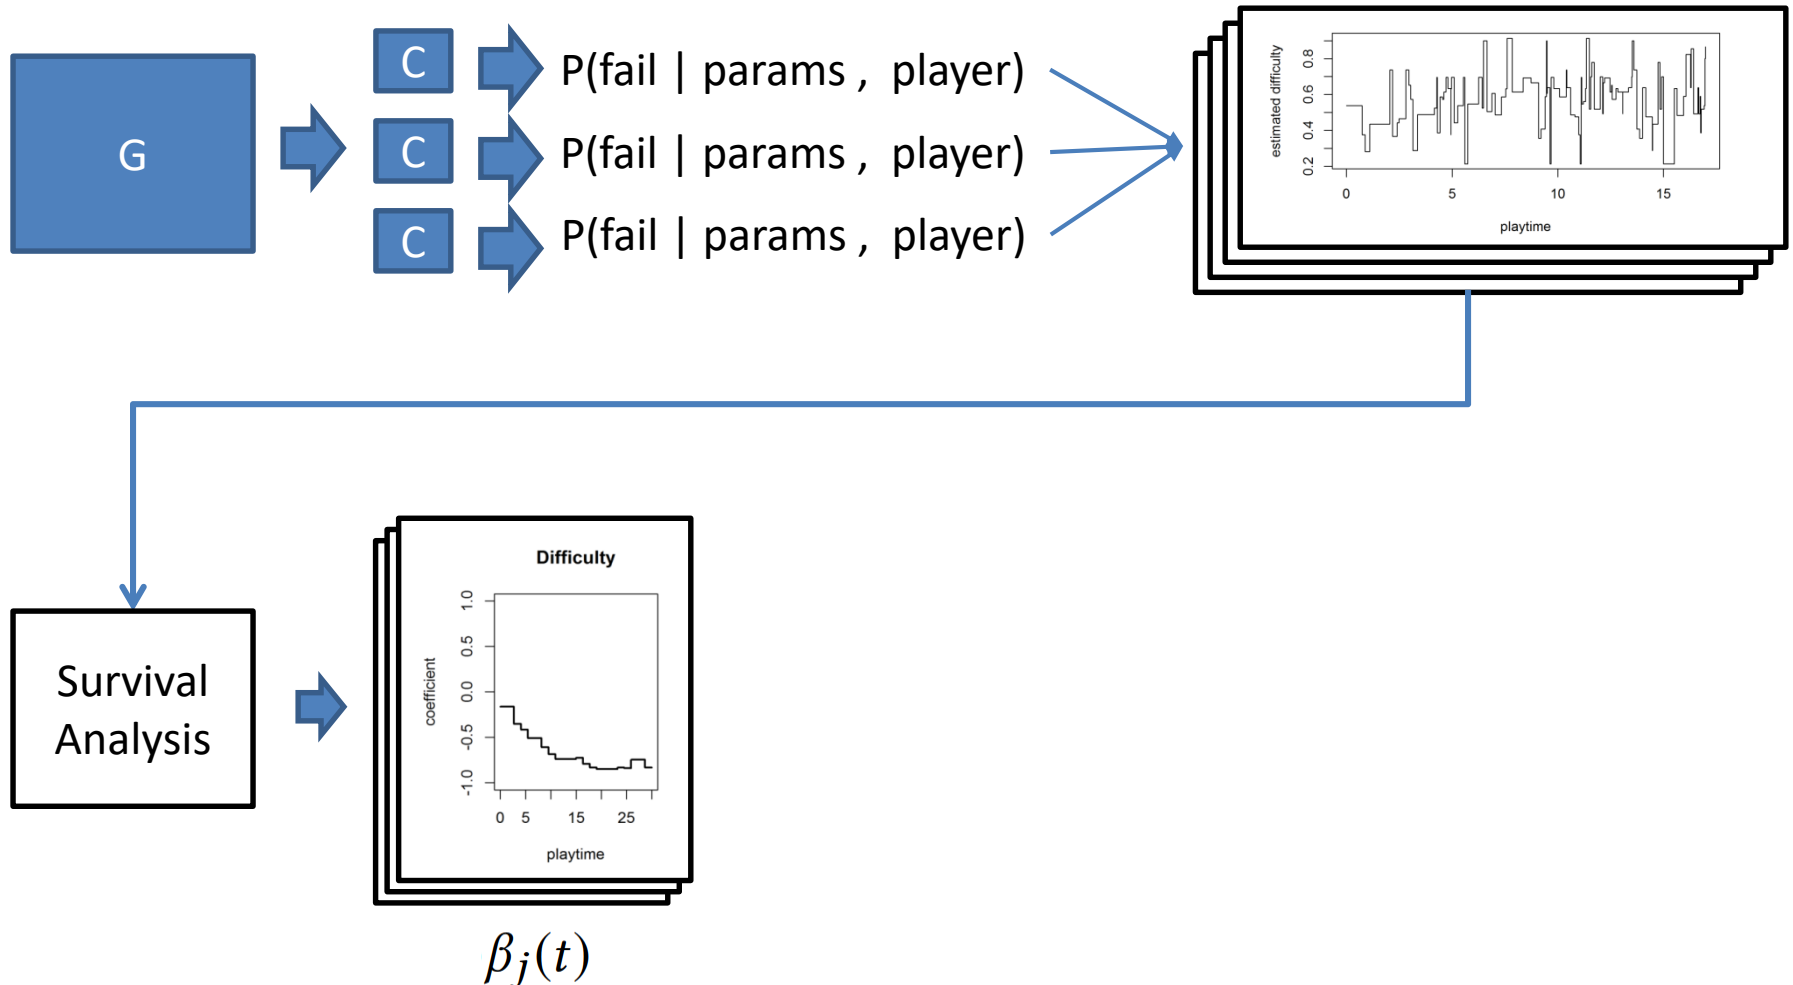 G
C
P(fail | params , player)
C
P(fail | params , player)
C
P(fail | params , player)
estimated difficulty
0.8
0.6
0.4
0.2
0 5 10 15
playtime
Survival
Analysis
Difficulty
coefficient
1.0
0.5
0.0
-0.5
-1.0
0 5 15 25
playtime
βj(t)